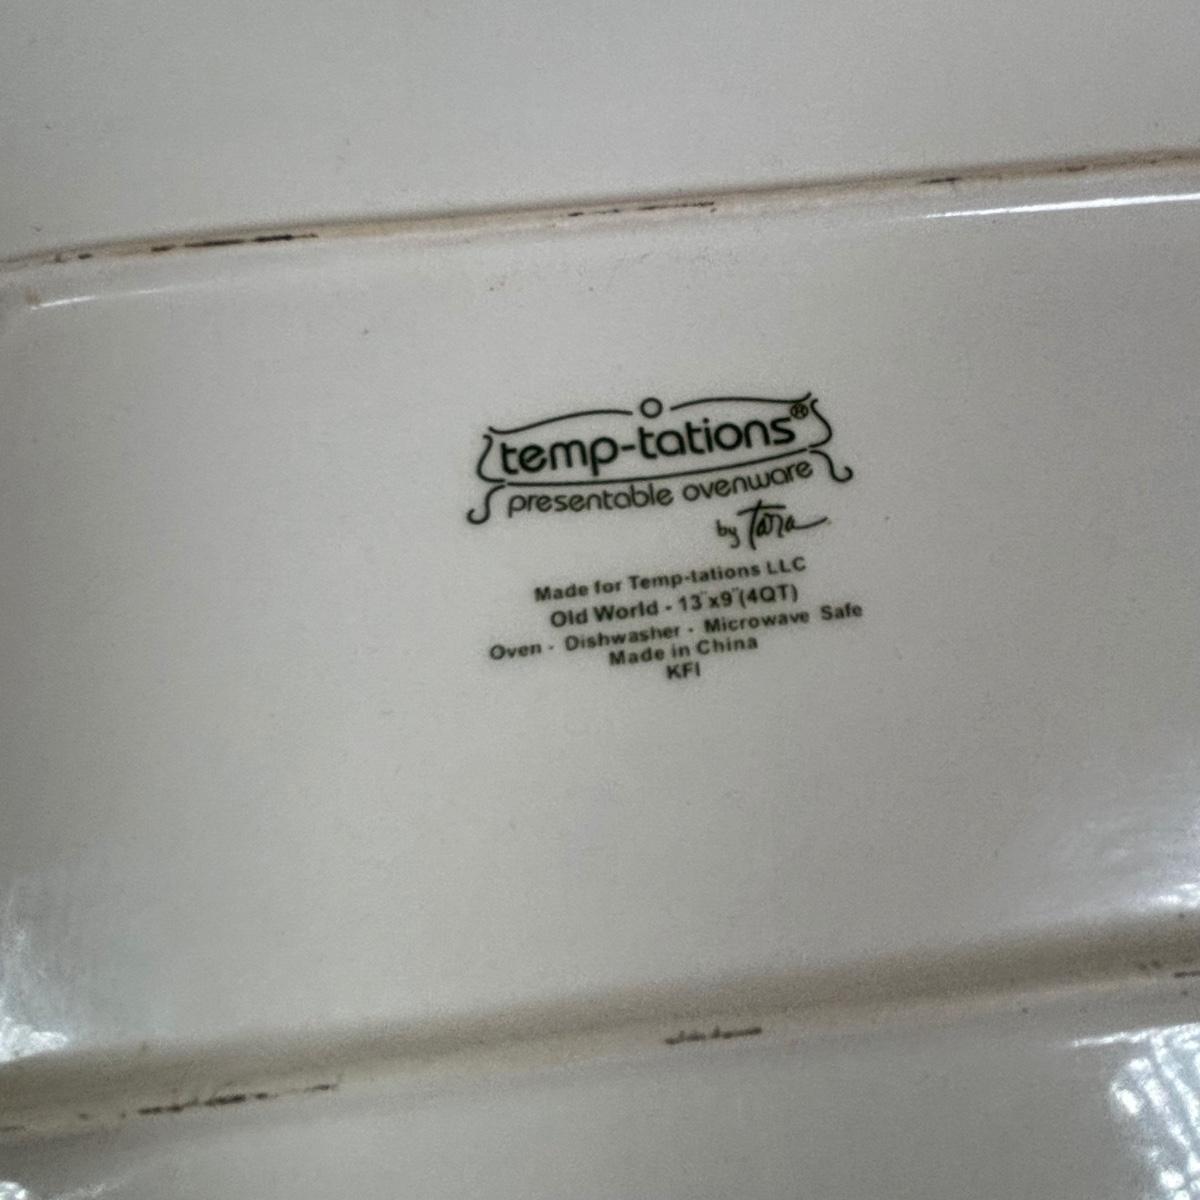 temp-tations®
presentable ovenware
by Tara
Made for Temp-tations LLC
Old World - 13"x9"(4QT)
Oven - Dishwasher - Microwave Safe
Made in China
KFI